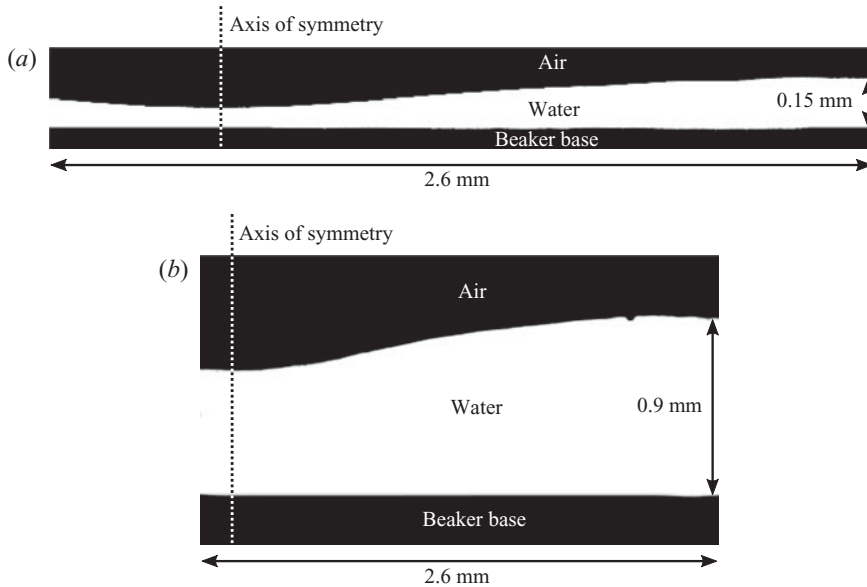 Axis of symmetry
(a)
Air
Water
0.15 mm
Beaker base
2.6 mm
Axis of symmetry
(b)
Air
Water
0.9 mm
Beaker base
2.6 mm